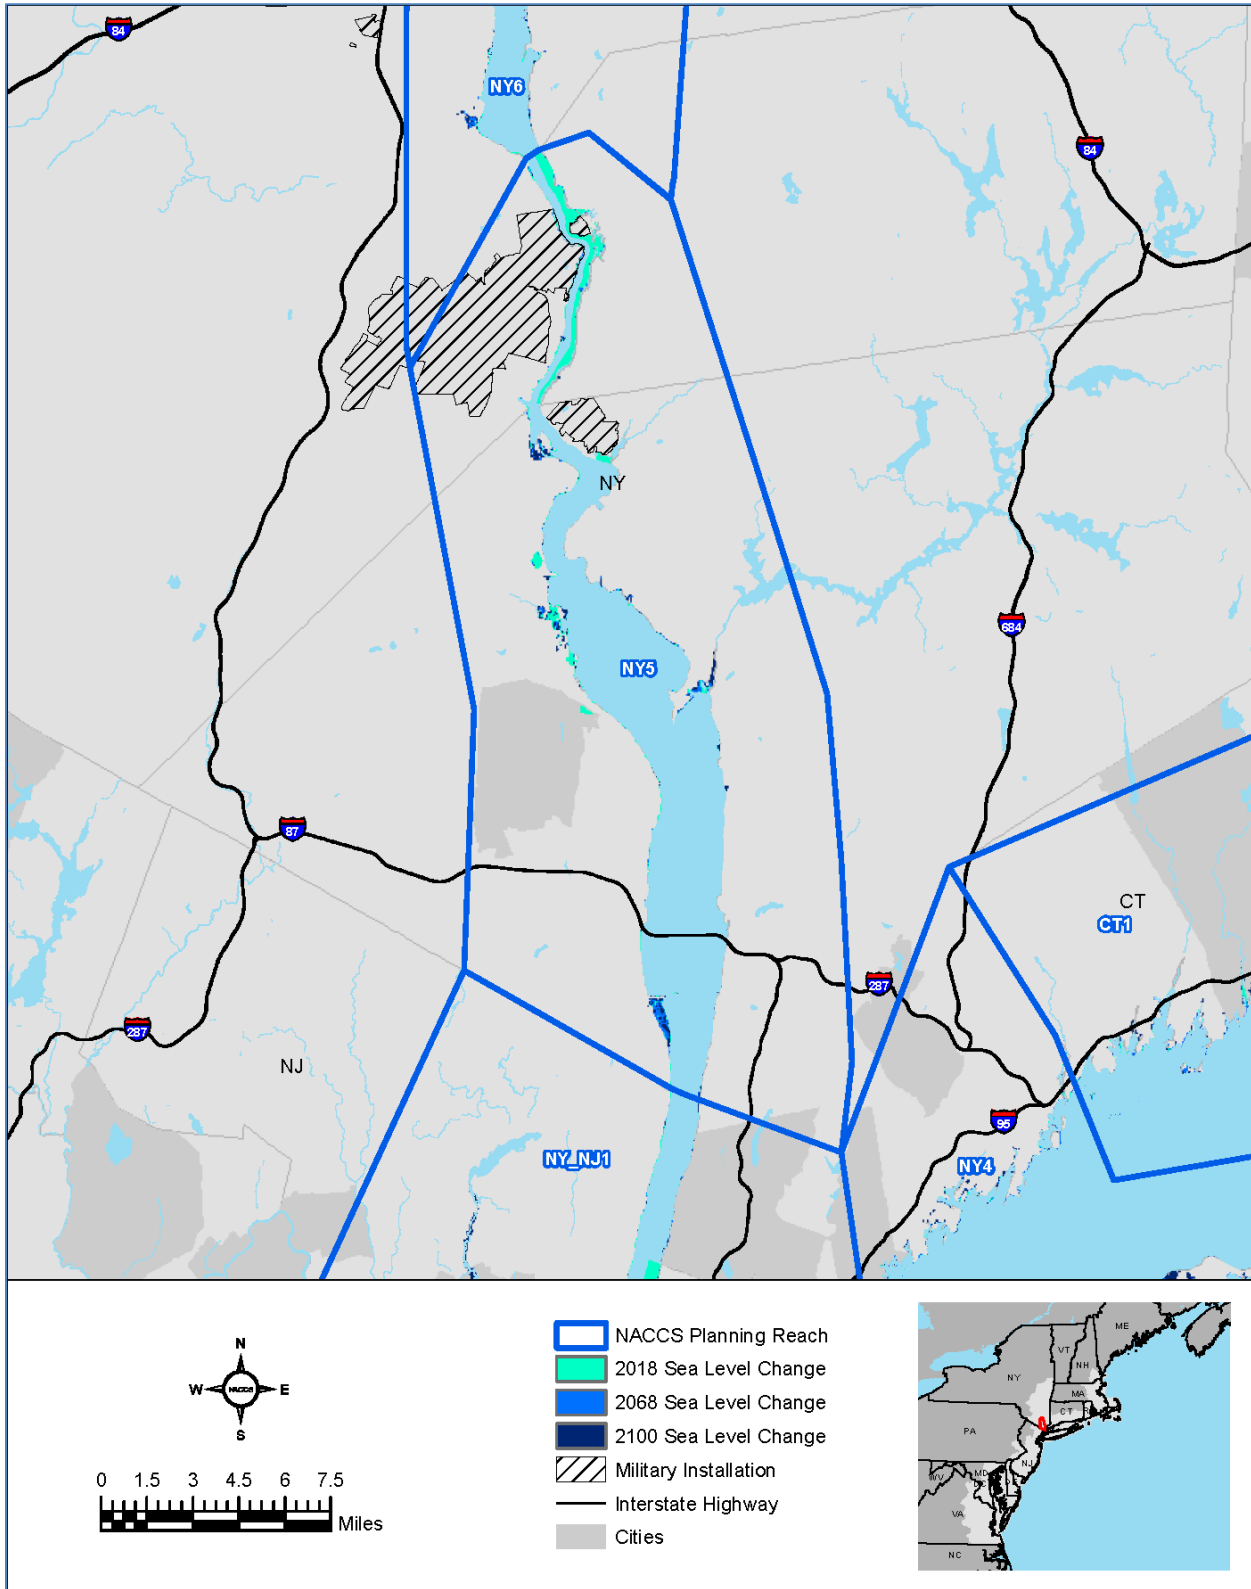 84
NY6
84
NY
684
NY5
87
CT
CT1
287
287
NJ
95
NY_NJ1
NY4
N
W NACCS E
S
0 1.5 3 4.5 6 7.5
Miles
NACCS Planning Reach
2018 Sea Level Change
2068 Sea Level Change
2100 Sea Level Change
Military Installation
Interstate Highway
Cities
ME
VT
NH
NY
MA
CT
PA
NJ
MD
WV
VA
NC